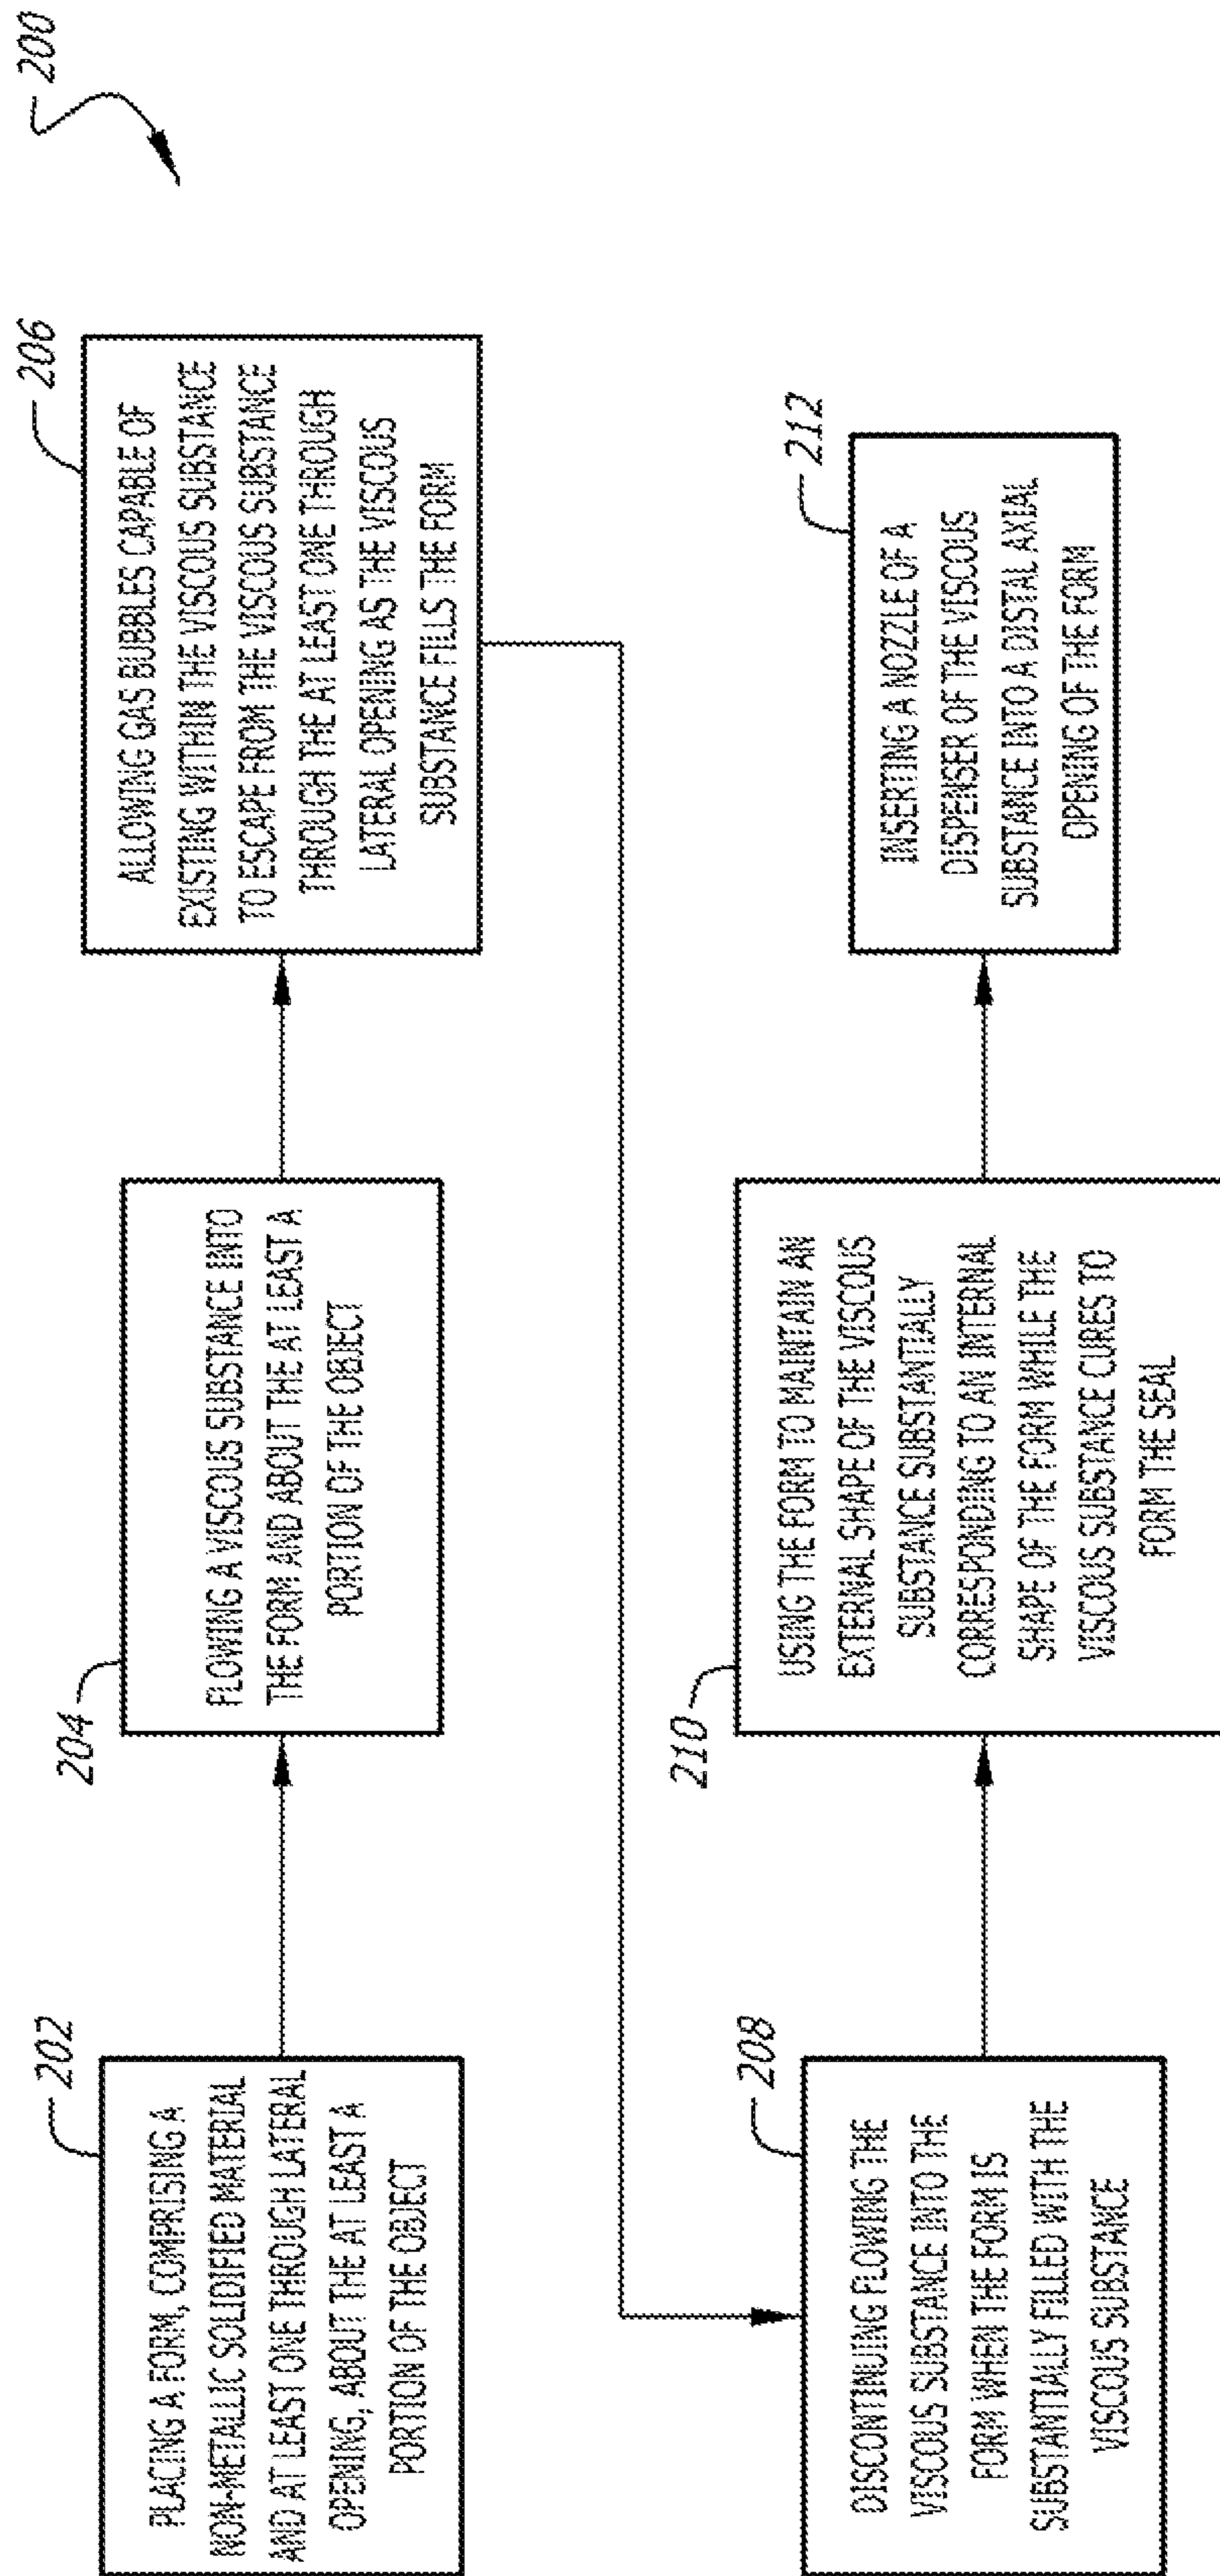 200
202
PLACING A FORM, COMPRISING A
NON-METALLIC SOLIDIFIED MATERIAL
AND AT LEAST ONE THROUGH LATERAL
OPENING, ABOUT THE AT LEAST A
PORTION OF THE OBJECT
204
FLOWING A VISCOUS SUBSTANCE INTO
THE FORM AND ABOUT THE AT LEAST A
PORTION OF THE OBJECT
206
ALLOWING GAS BUBBLES CAPABLE OF
EXISTING WITHIN THE VISCOUS SUBSTANCE
TO ESCAPE FROM THE VISCOUS SUBSTANCE
THROUGH THE AT LEAST ONE THROUGH
LATERAL OPENING AS THE VISCOUS
SUBSTANCE FILLS THE FORM
208
DISCONTINUING FLOWING THE
VISCOUS SUBSTANCE INTO THE
FORM WHEN THE FORM IS
SUBSTANTIALLY FILLED WITH THE
VISCOUS SUBSTANCE
210
USING THE FORM TO MAINTAIN AN
EXTERNAL SHAPE OF THE VISCOUS
SUBSTANCE SUBSTANTIALLY
CORRESPONDING TO AN INTERNAL
SHAPE OF THE FORM WHILE THE
VISCOUS SUBSTANCE CURES TO
FORM THE SEAL
212
INSERTING A NOZZLE OF A
DISPENSER OF THE VISCOUS
SUBSTANCE INTO A DISTAL AXIAL
OPENING OF THE FORM